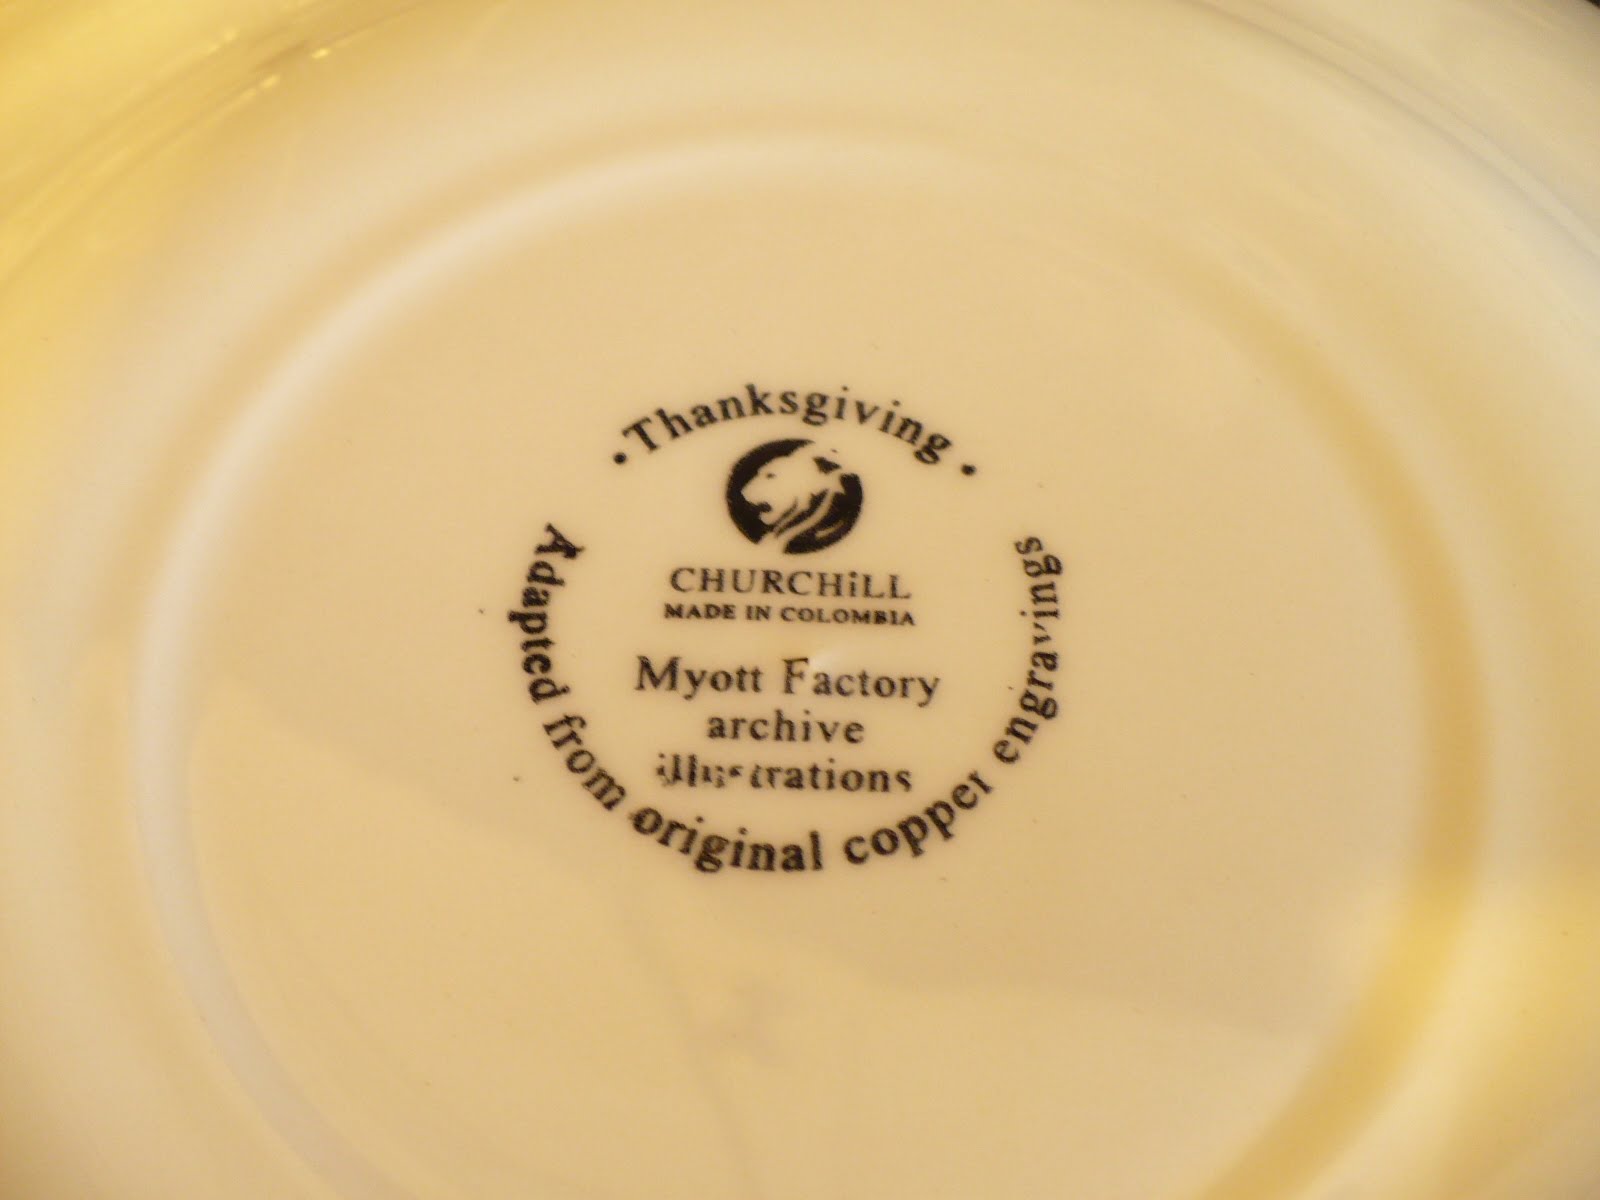 • Thanksgiving •
CHURCHiLL
MADE IN COLOMBIA
Myott Factory
archive
illustrations
Adapted from original copper engravings